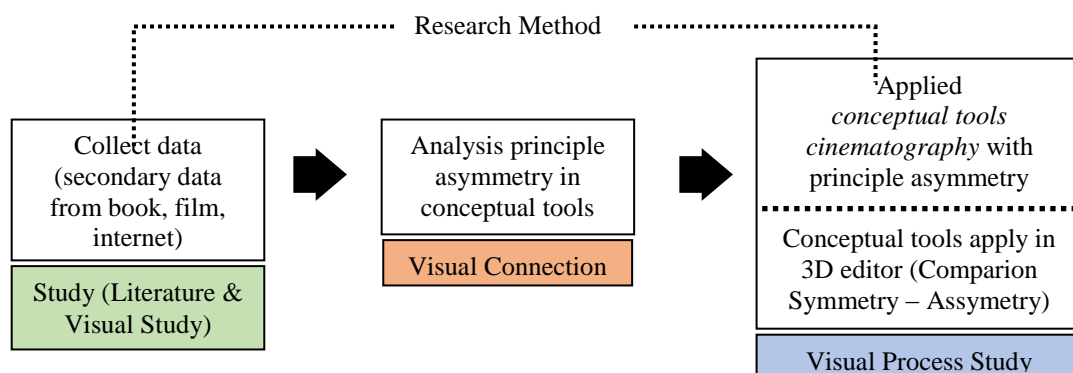 Research Method
Collect data
(secondary data
from book, film,
internet)
Study (Literature &
Visual Study)
Analysis principle
asymmetry in
conceptual tools
Visual Connection
Applied
conceptual tools
cinematography with
principle asymmetry
Conceptual tools apply in
3D editor (Comparion
Symmetry – Assymetry)
Visual Process Study